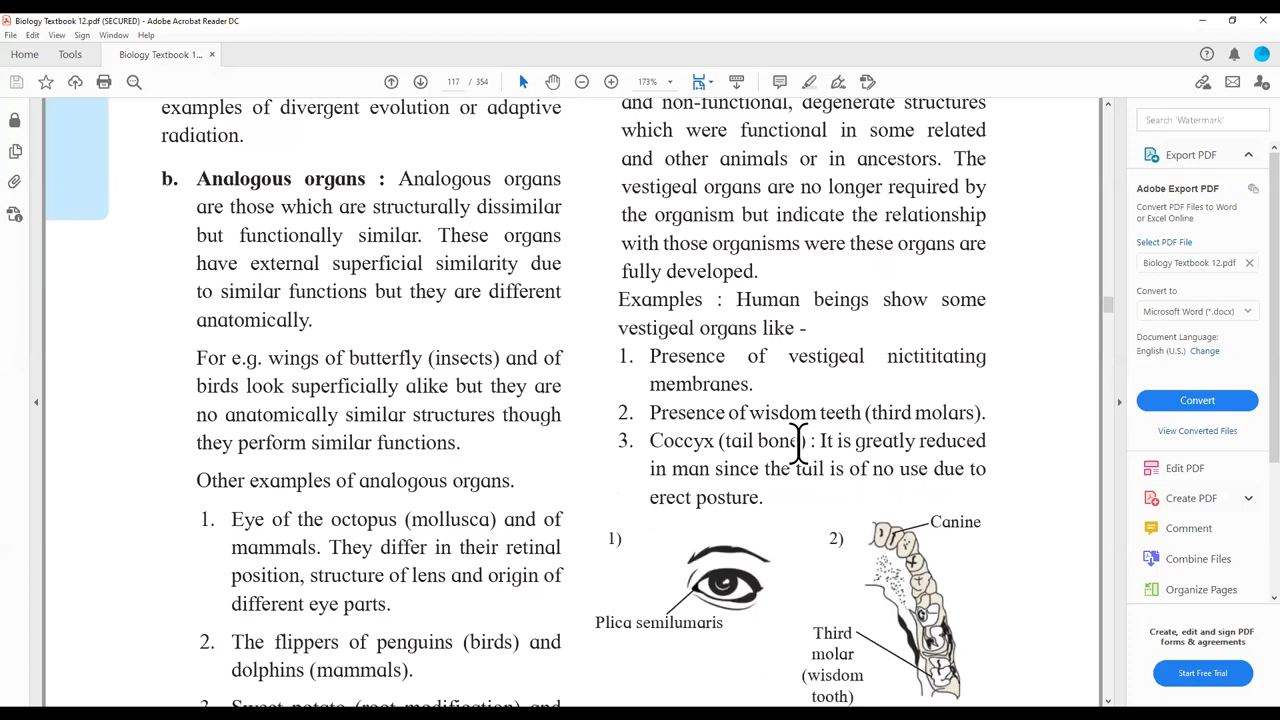 Biology Textbook 12.pdf (SECURED) - Adobe Acrobat Reader DC
File Edit View Sign Window Help
Home Tools Biology Textbook 1... ×
117 / 354 173%
examples of divergent evolution or adaptive
radiation.
b. Analogous organs : Analogous organs
are those which are structurally dissimilar
but functionally similar. These organs
have external superficial similarity due
to similar functions but they are different
anatomically.
For e.g. wings of butterfly (insects) and of
birds look superficially alike but they are
no anatomically similar structures though
they perform similar functions.
Other examples of analogous organs.
1. Eye of the octopus (mollusca) and of
mammals. They differ in their retinal
position, structure of lens and origin of
different eye parts.
2. The flippers of penguins (birds) and
dolphins (mammals).
3. Sweet potato (root modification) and
and non-functional, degenerate structures
which were functional in some related
and other animals or in ancestors. The
vestigeal organs are no longer required by
the organism but indicate the relationship
with those organisms were these organs are
fully developed.
Examples : Human beings show some
vestigeal organs like -
1. Presence of vestigeal nictititating
membranes.
2. Presence of wisdom teeth (third molars).
3. Coccyx (tail bone) : It is greatly reduced
in man since the tail is of no use due to
erect posture.
1)
Plica semilumaris
2)
Canine
Third
molar
(wisdom
tooth)
Search 'Watermark'
Export PDF
Adobe Export PDF
Convert PDF Files to Word
or Excel Online
Select PDF File
Biology Textbook 12.pdf
Convert to
Microsoft Word (*.docx)
Document Language:
English (U.S.) Change
Convert
View Converted Files
Edit PDF
Create PDF
Comment
Combine Files
Organize Pages
Create, edit and sign PDF
forms & agreements
Start Free Trial